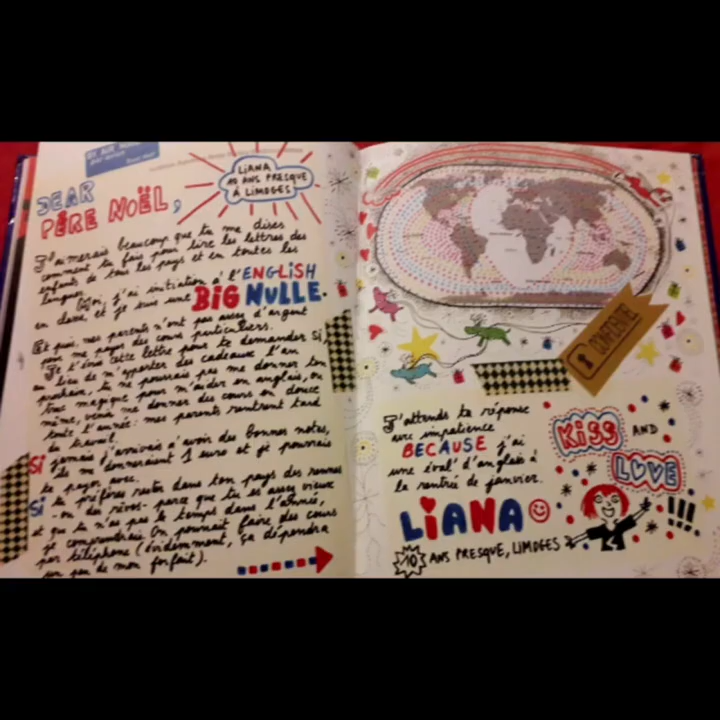 LIANA
10 ANS PRESQUE
À LIMOGES
DEAR
PÈRE NOËL,
J'aimerais beaucoup que tu me dises
comment tu fais pour lire les lettres des
enfants de tous les pays et en toutes les
langues. Moi, j'ai initiation à l'ENGLISH
en classe, et je suis une BIG NULLE.
Et puis, mes parents n'ont pas assez d'argent
pour me payer des cours particuliers.
Je t'écris cette lettre pour te demander si,
au lieu de m'apporter des cadeaux l'an
prochain, tu ne pourrais pas me donner ton
truc magique pour m'aider en anglais, ou
même, venir me donner des cours en douce
toute l'année : mes parents rentrent tard
du travail.
Si jamais j'arrivais à avoir des bonnes notes,
ils me donneraient 1 euro et je pourrais
te payer avec.
Si tu préfères rester dans ton pays des rennes
- ou des rêves - parce que tu es assez vieux
et que tu n'as pas le temps dans l'année,
je comprendrais. On pourrait faire des cours
par téléphone (évidemment, ça dépendra
un peu de mon forfait).
CONFIDENTIEL
J'attends ta réponse
avec impatience
BECAUSE j'ai
une éval' d'anglais à
la rentrée de janvier.
KISS AND
LOVE
!!!
LIANA
10 ANS PRESQUE, LIMOGES